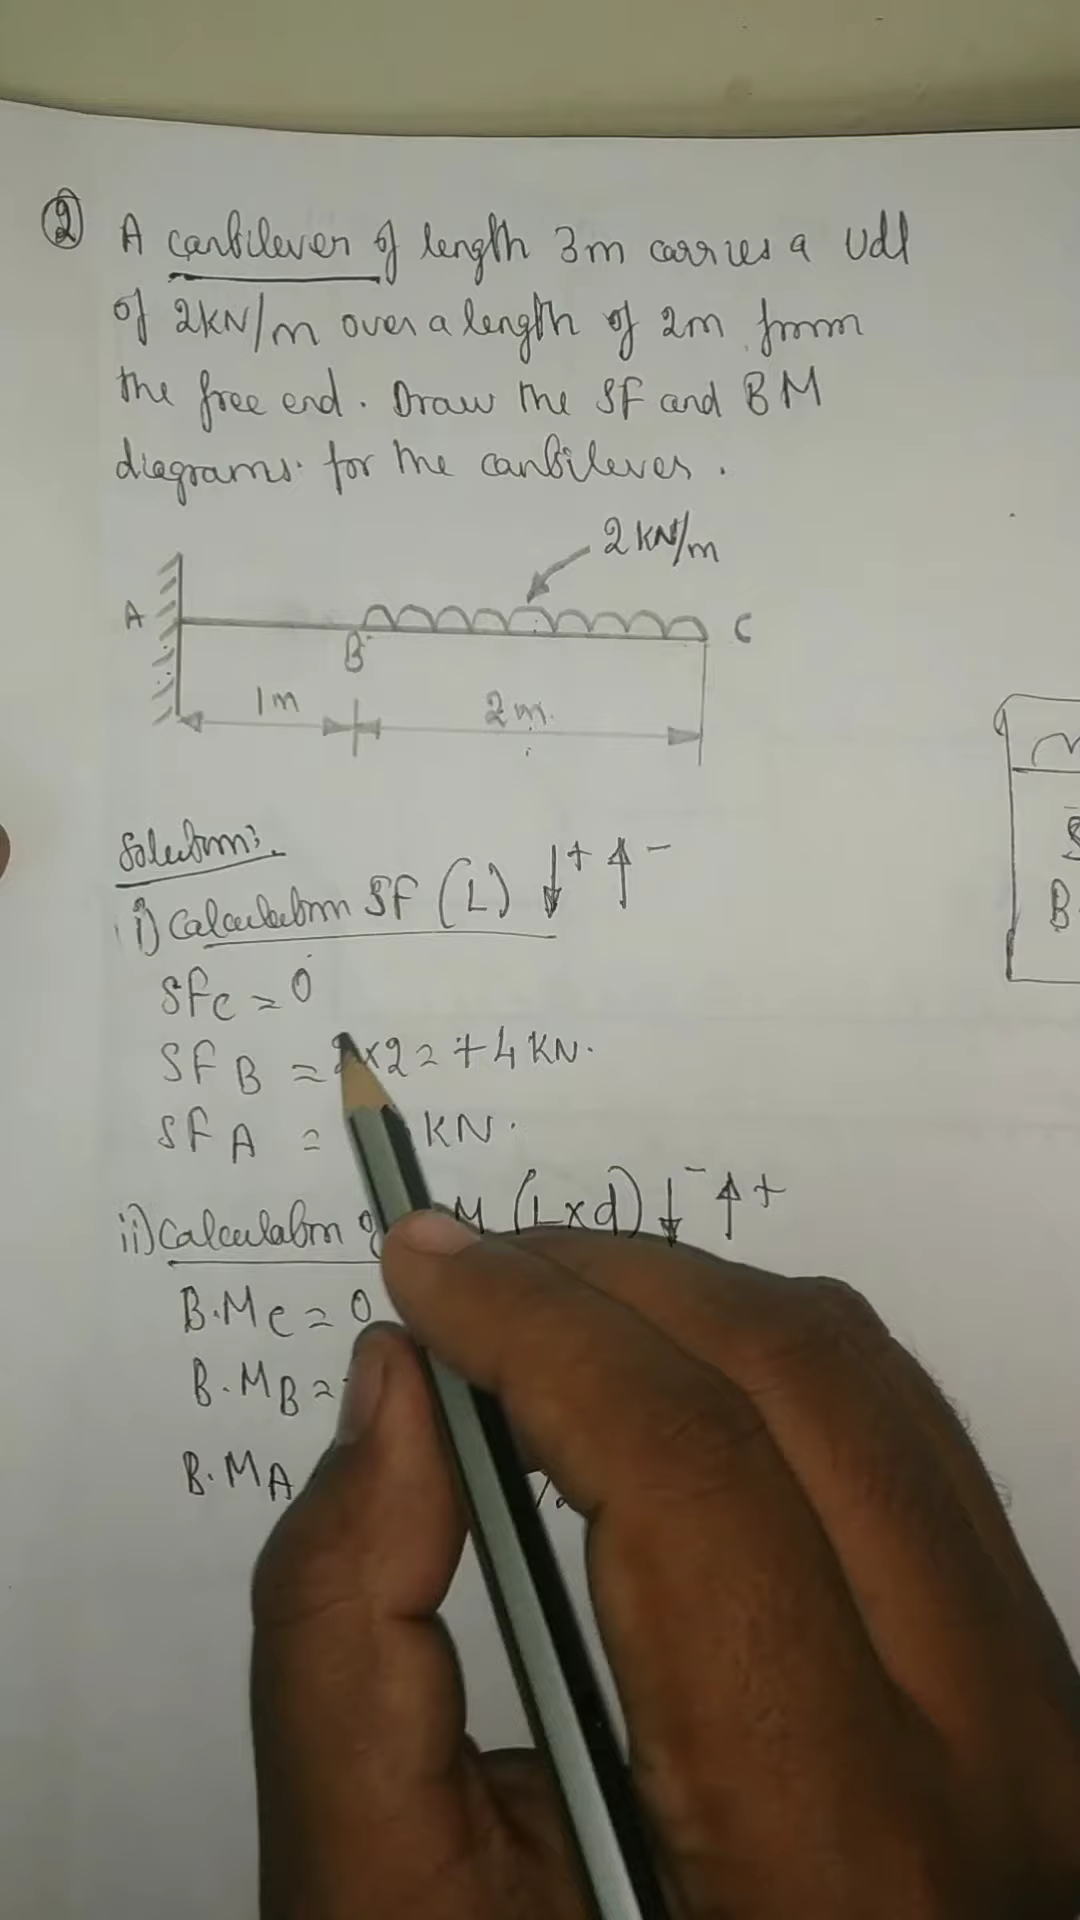 2 A cantilever of length 3m carries a Udl
of 2KN/m over a length of 2m from
the free end. Draw the SF and BM
diagrams. for the cantilever.
2 KN/m
A
B
C
1m
2m.
Solution:
i) Calculation SF (L) ↓+ ↑-
SFC = 0
SF B = 2×2 = +4 KN.
SF A = KN.
ii) Calculation M (L×d) ↓- ↑+
B.MC = 0
B.MB =
B.MA
B.